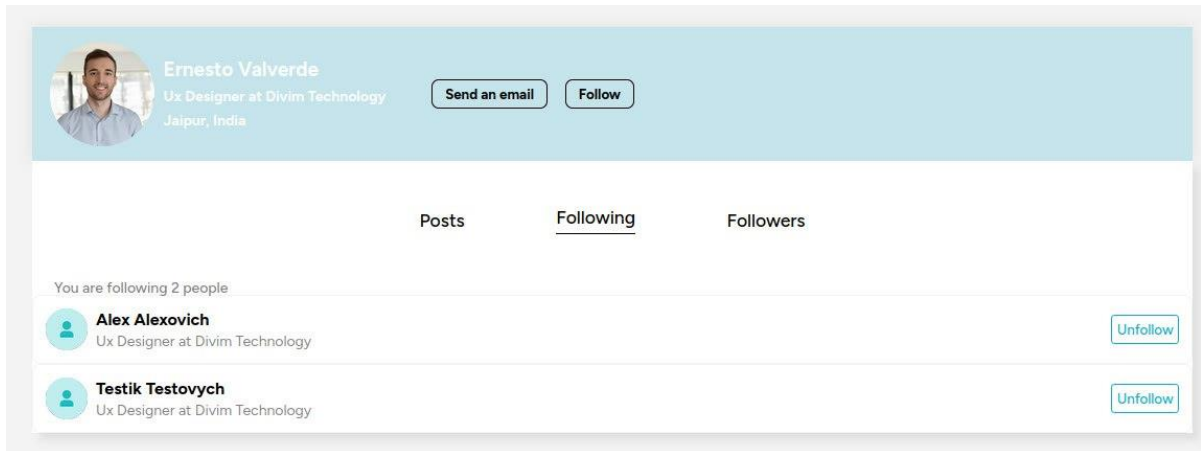 Ernesto Valverde
Ux Designer at Divim Technology
Jaipur, India
Send an email
Follow
Posts
Following
Followers
You are following 2 people
Alex Alexovich
Ux Designer at Divim Technology
Unfollow
Testik Testovych
Ux Designer at Divim Technology
Unfollow